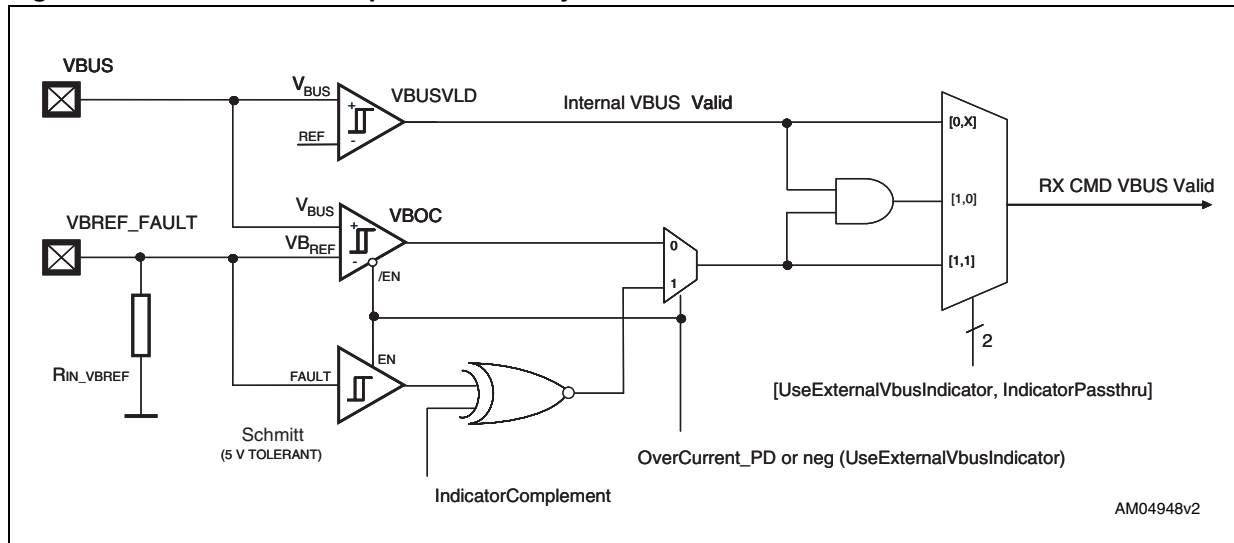 VBUS
VBUS
VBUSVLD
+
-
REF
Internal VBUS Valid
[0,X]
VBREF_FAULT
VBUS
VBOC
+
VBREF
-
/EN
0
1
[1,0]
[1,1]
RX CMD VBUS Valid
2
RIN_VBREF
EN
FAULT
[UseExternalVbusIndicator, IndicatorPassthru]
Schmitt
(5 V TOLERANT)
OverCurrent_PD or neg (UseExternalVbusIndicator)
IndicatorComplement
AM04948v2